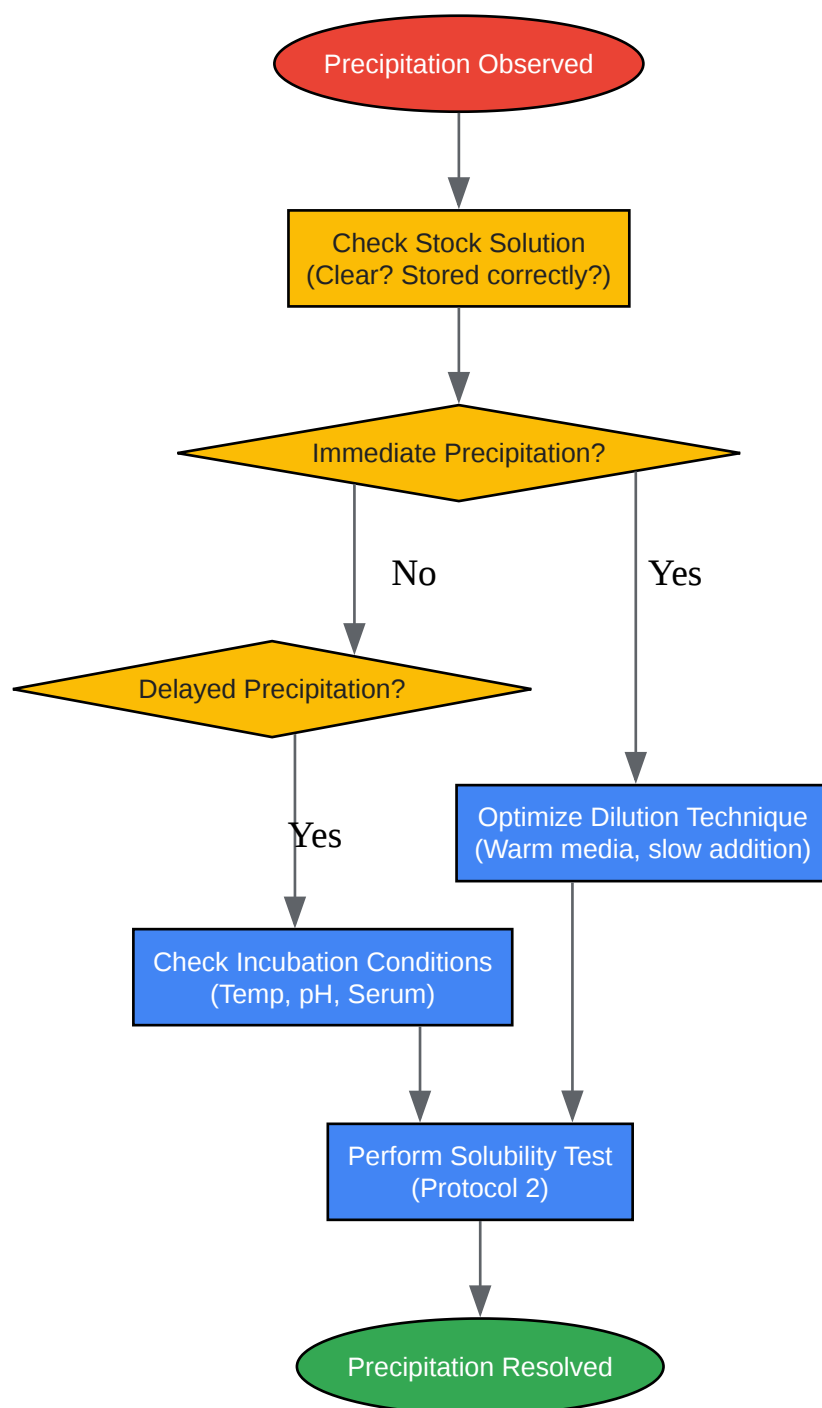 Precipitation Observed
Check Stock Solution
(Clear? Stored correctly?)
Immediate Precipitation?
No
Yes
Delayed Precipitation?
Yes
Optimize Dilution Technique
(Warm media, slow addition)
Check Incubation Conditions
(Temp, pH, Serum)
Perform Solubility Test
(Protocol 2)
Precipitation Resolved